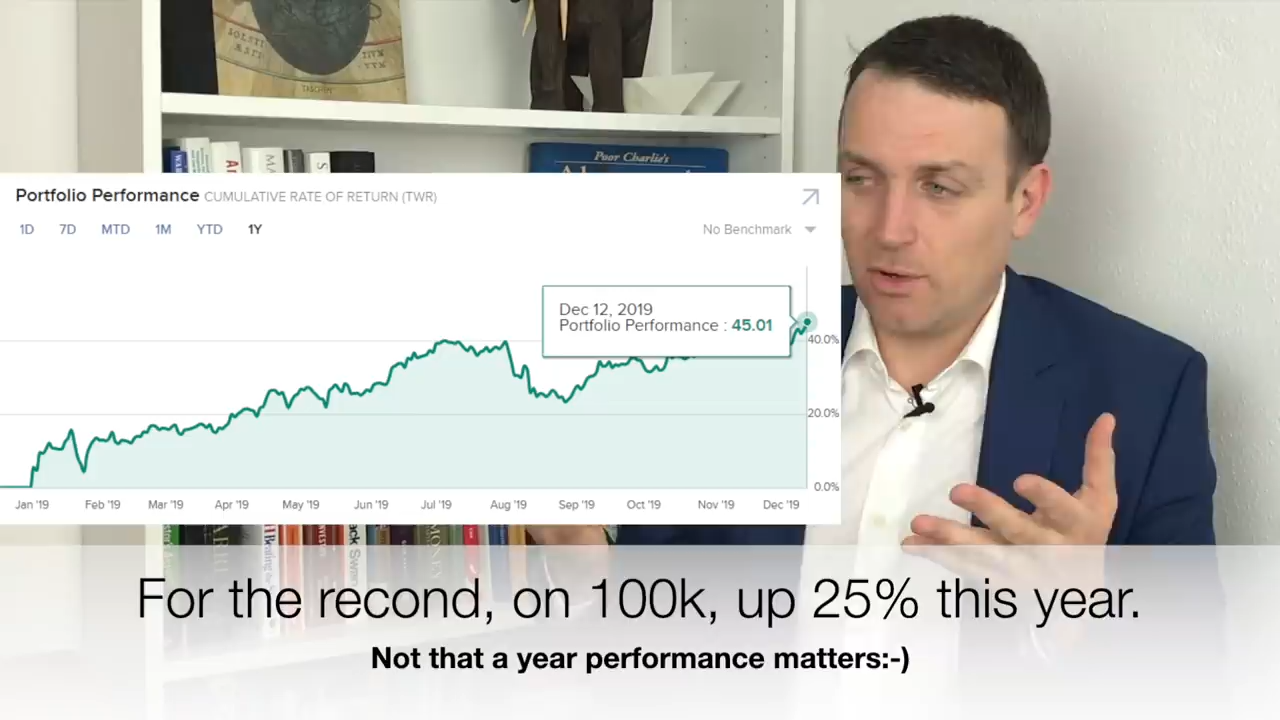 TASCHEN
Poor Charlie's
Portfolio Performance CUMULATIVE RATE OF RETURN (TWR)
1D 7D MTD 1M YTD 1Y
No Benchmark
Dec 12, 2019
Portfolio Performance : 45.01
40.0%
20.0%
0.0%
Jan '19 Feb '19 Mar '19 Apr '19 May '19 Jun '19 Jul '19 Aug '19 Sep '19 Oct '19 Nov '19 Dec '19
For the recond, on 100k, up 25% this year.
Not that a year performance matters:-)